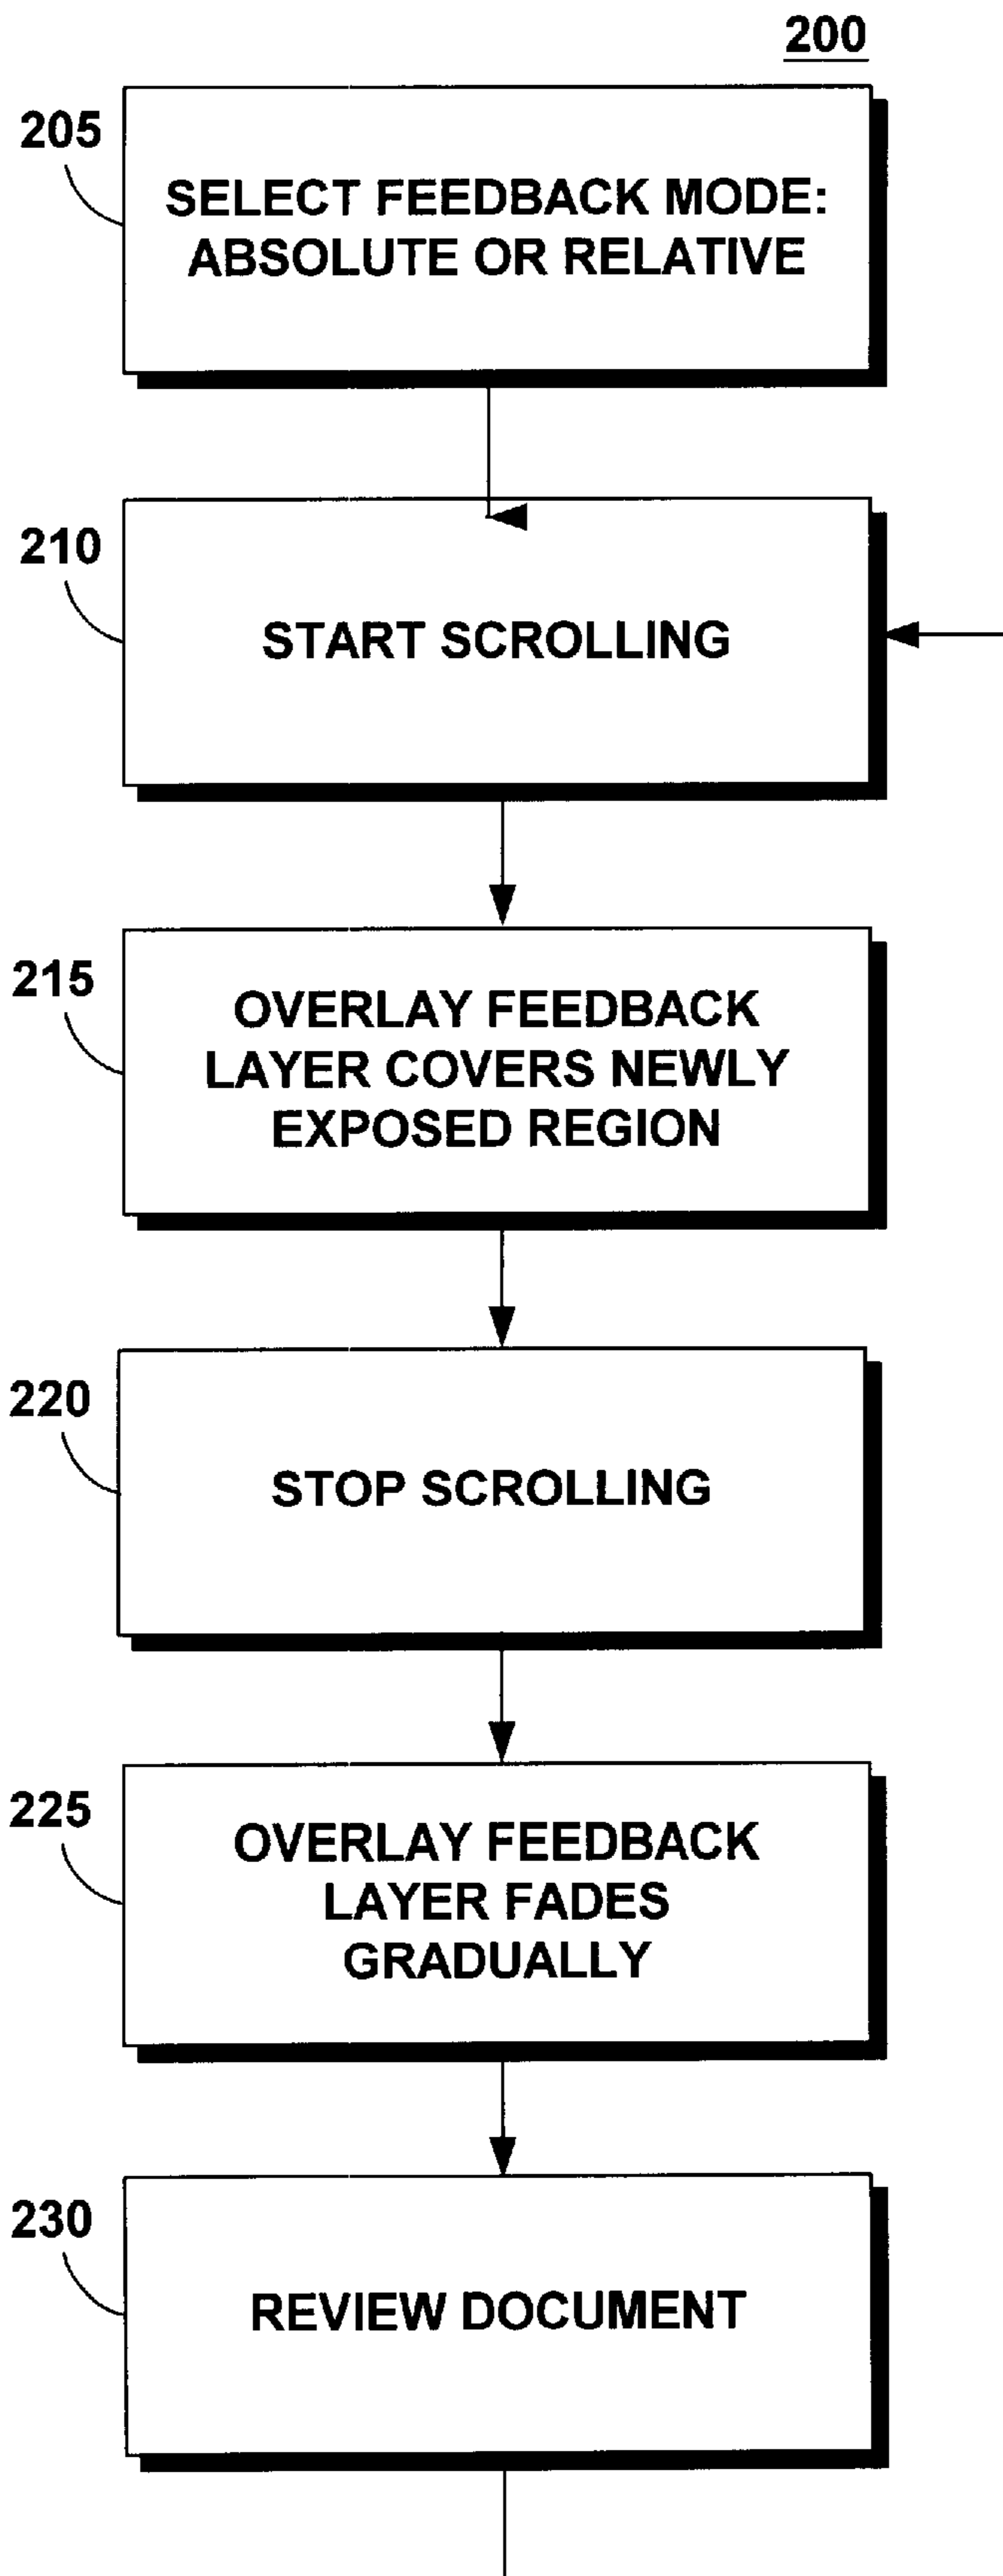 200
205
SELECT FEEDBACK MODE:
ABSOLUTE OR RELATIVE
210
START SCROLLING
215
OVERLAY FEEDBACK
LAYER COVERS NEWLY
EXPOSED REGION
220
STOP SCROLLING
225
OVERLAY FEEDBACK
LAYER FADES
GRADUALLY
230
REVIEW DOCUMENT